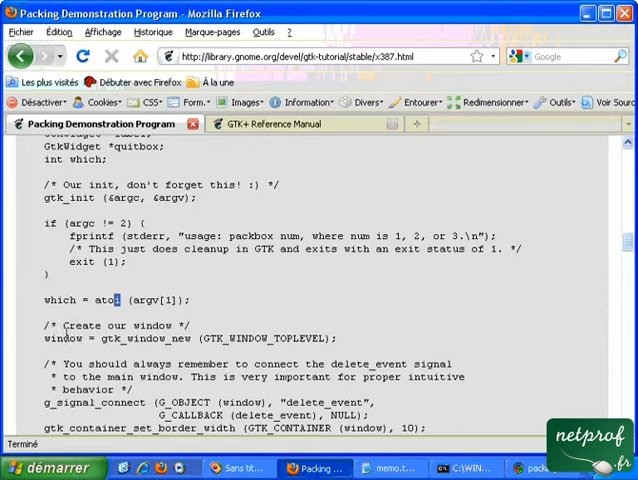 Packing Demonstration Program - Mozilla Firefox
Fichier Édition Affichage Historique Marque-pages Outils ?
http://library.gnome.org/devel/gtk-tutorial/stable/x387.html
Google
Les plus visités Débuter avec Firefox À la une
Désactiver Cookies CSS Form. Images Information Divers Entourer Redimensionner Outils Voir Sourc
Packing Demonstration Program GTK+ Reference Manual
GtkWidget *label;
GtkWidget *quitbox;
int which;
/* Our init, don't forget this! :) */
gtk_init (&argc, &argv);
if (argc != 2) {
fprintf (stderr, "usage: packbox num, where num is 1, 2, or 3.\n");
/* This just does cleanup in GTK and exits with an exit status of 1. */
exit (1);
}
which = atoi (argv[1]);
/* Create our window */
window = gtk_window_new (GTK_WINDOW_TOPLEVEL);
/* You should always remember to connect the delete_event signal
* to the main window. This is very important for proper intuitive
* behavior */
g_signal_connect (G_OBJECT (window), "delete_event",
G_CALLBACK (delete_event), NULL);
gtk_container_set_border_width (GTK_CONTAINER (window), 10);
Terminé
netprof
.fr
démarrer Sans tit... Packing ... memo.t... C:\WIN... pack